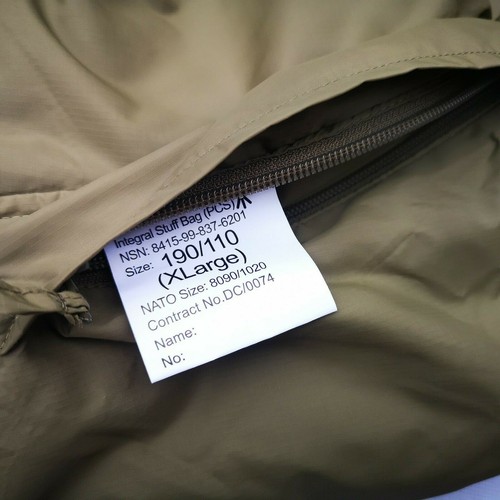 Integral Stuff Bag (PCS)
NSN: 8415-99-837-6201
Size: 190/110
(XLarge)
NATO Size: 8090/1020
Contract No.DC/0074
Name:
No: